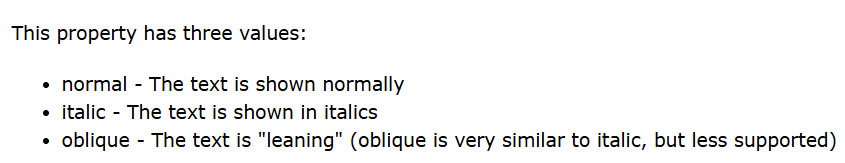 This property has three values:
• normal - The text is shown normally
• italic - The text is shown in italics
• oblique - The text is "leaning" (oblique is very similar to italic, but less supported)